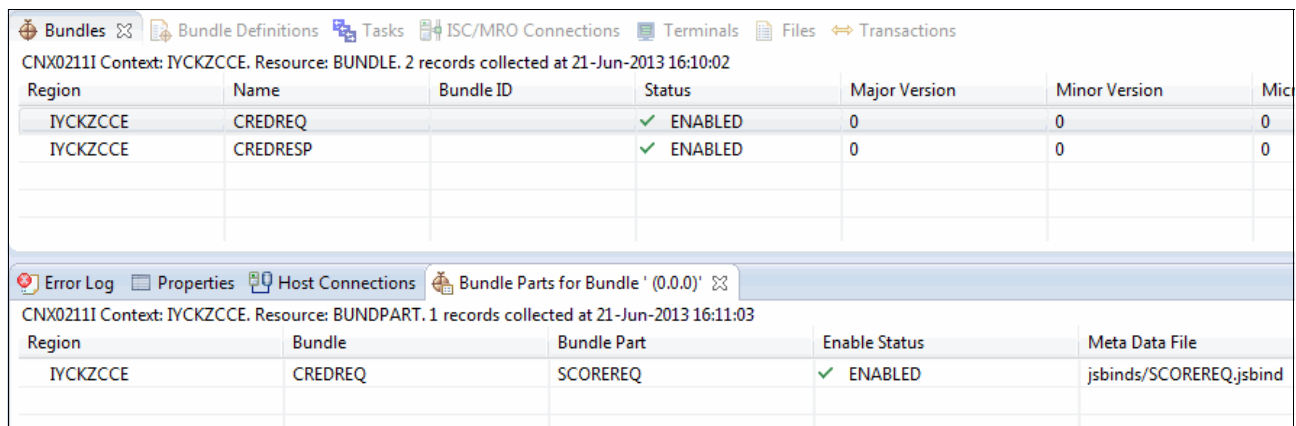 Bundles Bundle Definitions Tasks ISC/MRO Connections Terminals Files Transactions
CNX0211I Context: IYCKZCCE. Resource: BUNDLE. 2 records collected at 21-Jun-2013 16:10:02
Region Name Bundle ID Status Major Version Minor Version Micr
IYCKZCCE CREDREQ ENABLED 0 0 0
IYCKZCCE CREDRESP ENABLED 0 0 0
Error Log Properties Host Connections Bundle Parts for Bundle ' (0.0.0)'
CNX0211I Context: IYCKZCCE. Resource: BUNDPART. 1 records collected at 21-Jun-2013 16:11:03
Region Bundle Bundle Part Enable Status Meta Data File
IYCKZCCE CREDREQ SCOREREQ ENABLED jsbinds/SCOREREQ.jsbind